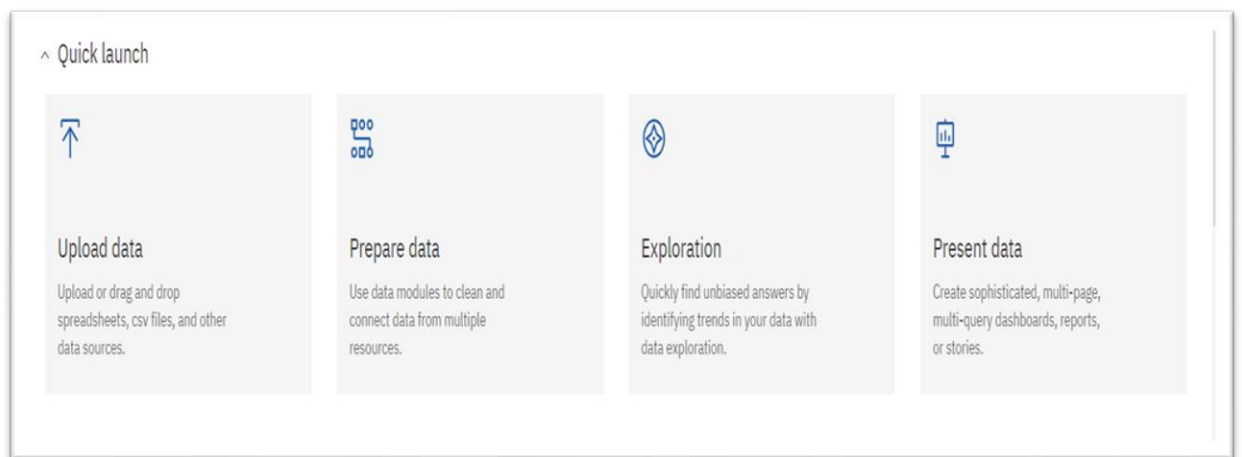 Quick launch
Upload data
Upload or drag and drop
spreadsheets, csv files, and other
data sources.
Prepare data
Use data modules to clean and
connect data from multiple
resources.
Exploration
Quickly find unbiased answers by
identifying trends in your data with
data exploration.
Present data
Create sophisticated, multi-page,
multi-query dashboards, reports,
or stories.